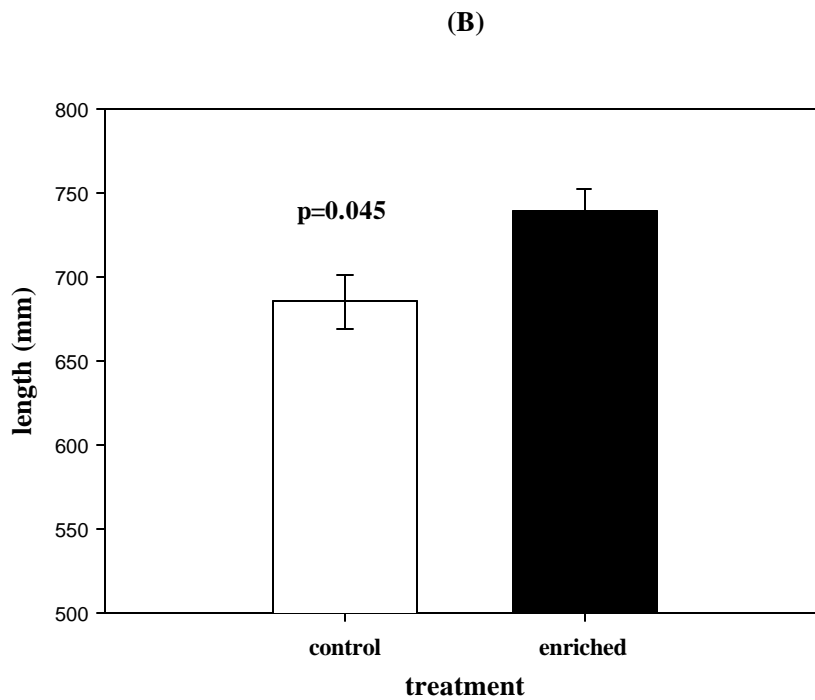 (B)
800
750
p=0.045
700
length (mm)
650
600
550
500
control enriched
treatment